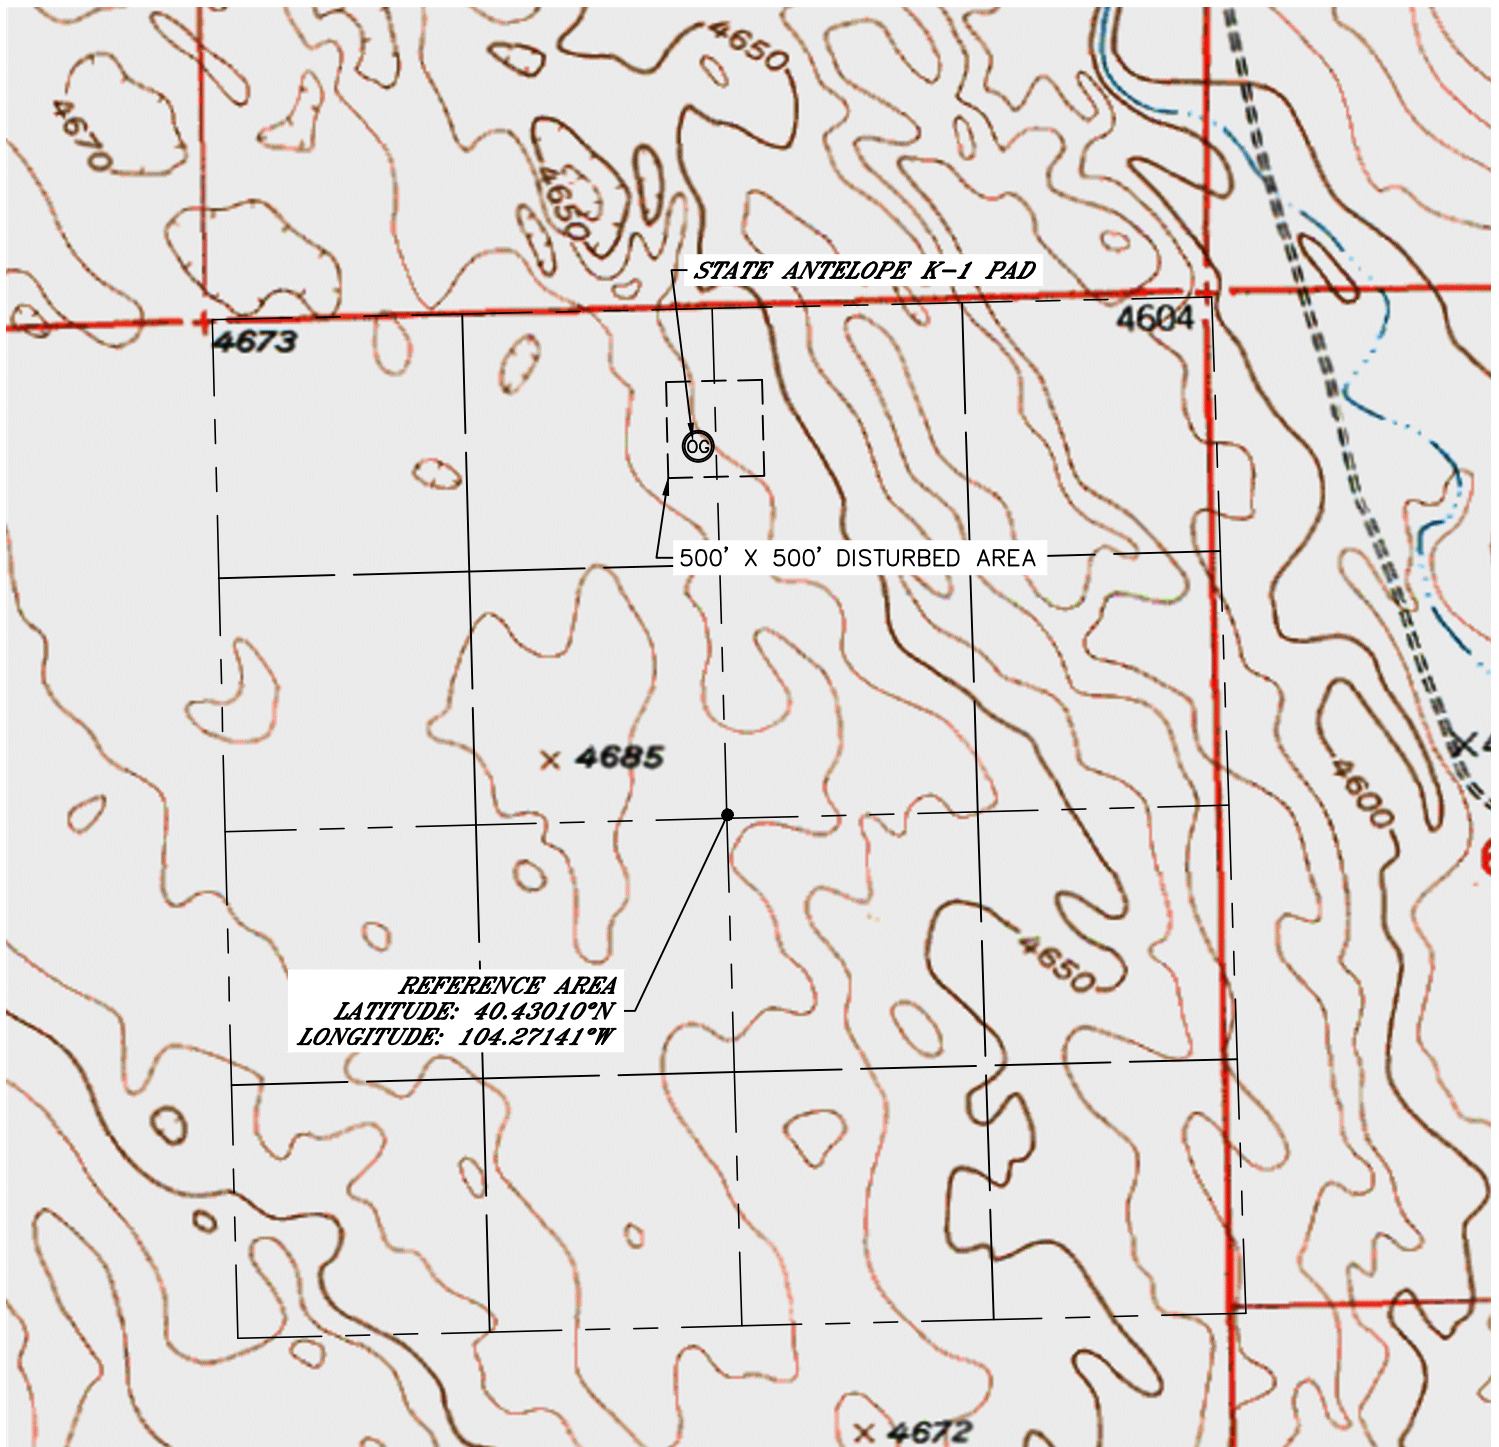 4650
4670
4650
STATE ANTELOPE K-1 PAD
4673
4604
OG
500' X 500' DISTURBED AREA
4685
4600
4650
REFERENCE AREA
LATITUDE: 40.43010°N
LONGITUDE: 104.27141°W
4672